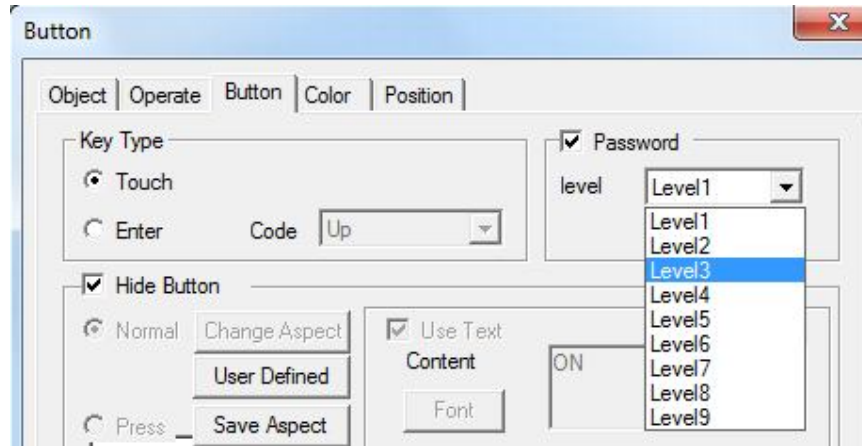 Button
Object Operate Button Color Position
Key Type
Password
Touch
level Level1
Enter Code Up
Level1
Level2
Level3
Level4
Level5
Level6
Level7
Level8
Level9
Hide Button
Normal Change Aspect
Use Text
User Defined
Content ON
Font
Press Save Aspect